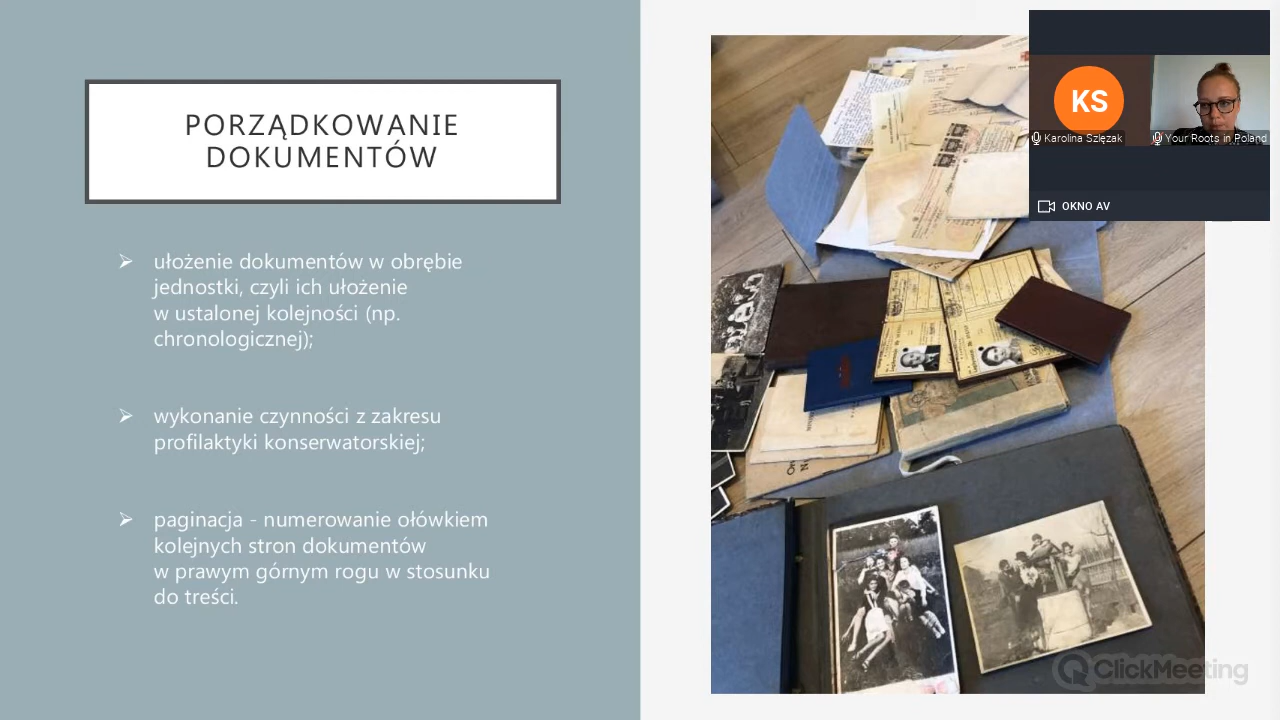 PORZĄDKOWANIE
DOKUMENTÓW
ułożenie dokumentów w obrębie
jednostki, czyli ich ułożenie
w ustalonej kolejności (np.
chronologicznej);
wykonanie czynności z zakresu
profilaktyki konserwatorskiej;
paginacja - numerowanie ołówkiem
kolejnych stron dokumentów
w prawym górnym rogu w stosunku
do treści.
KS
Karolina Szlęzak
Your Roots in Poland
OKNO AV
ClickMeeting